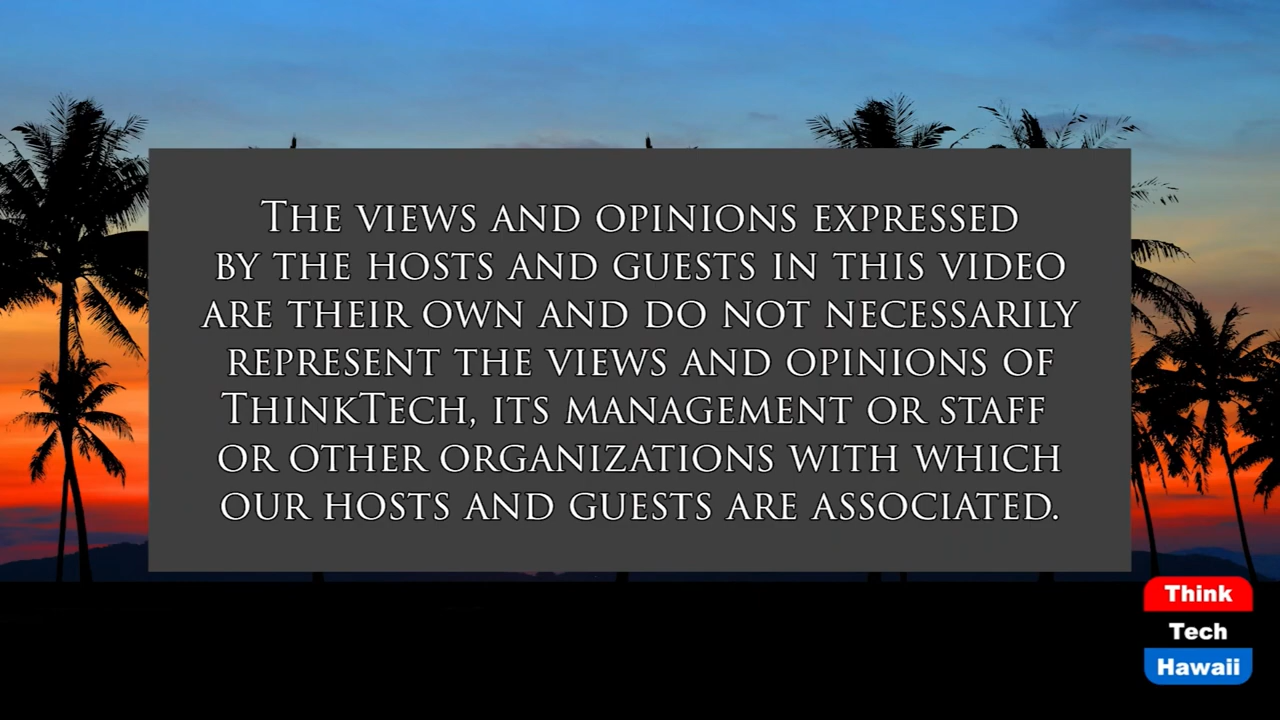 The views and opinions expressed
by the hosts and guests in this video
are their own and do not necessarily
represent the views and opinions of
ThinkTech, its management or staff
or other organizations with which
our hosts and guests are associated.
Think
Tech
Hawaii